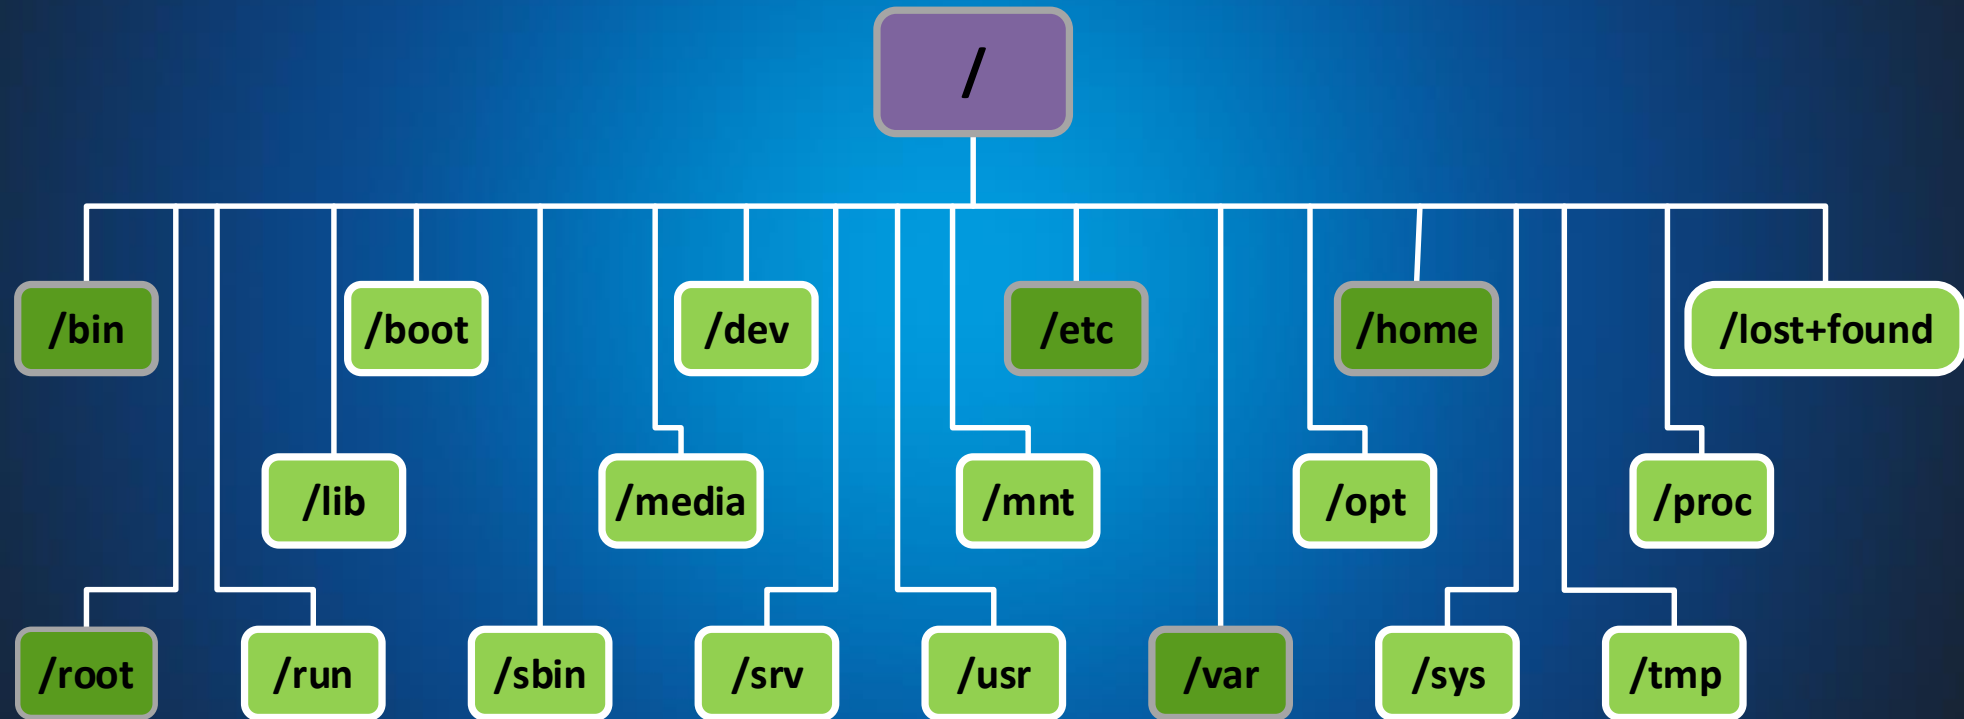 /
/bin
/boot
/dev
/etc
/home
/lost+found
/lib
/media
/mnt
/opt
/proc
/root
/run
/sbin
/srv
/usr
/var
/sys
/tmp